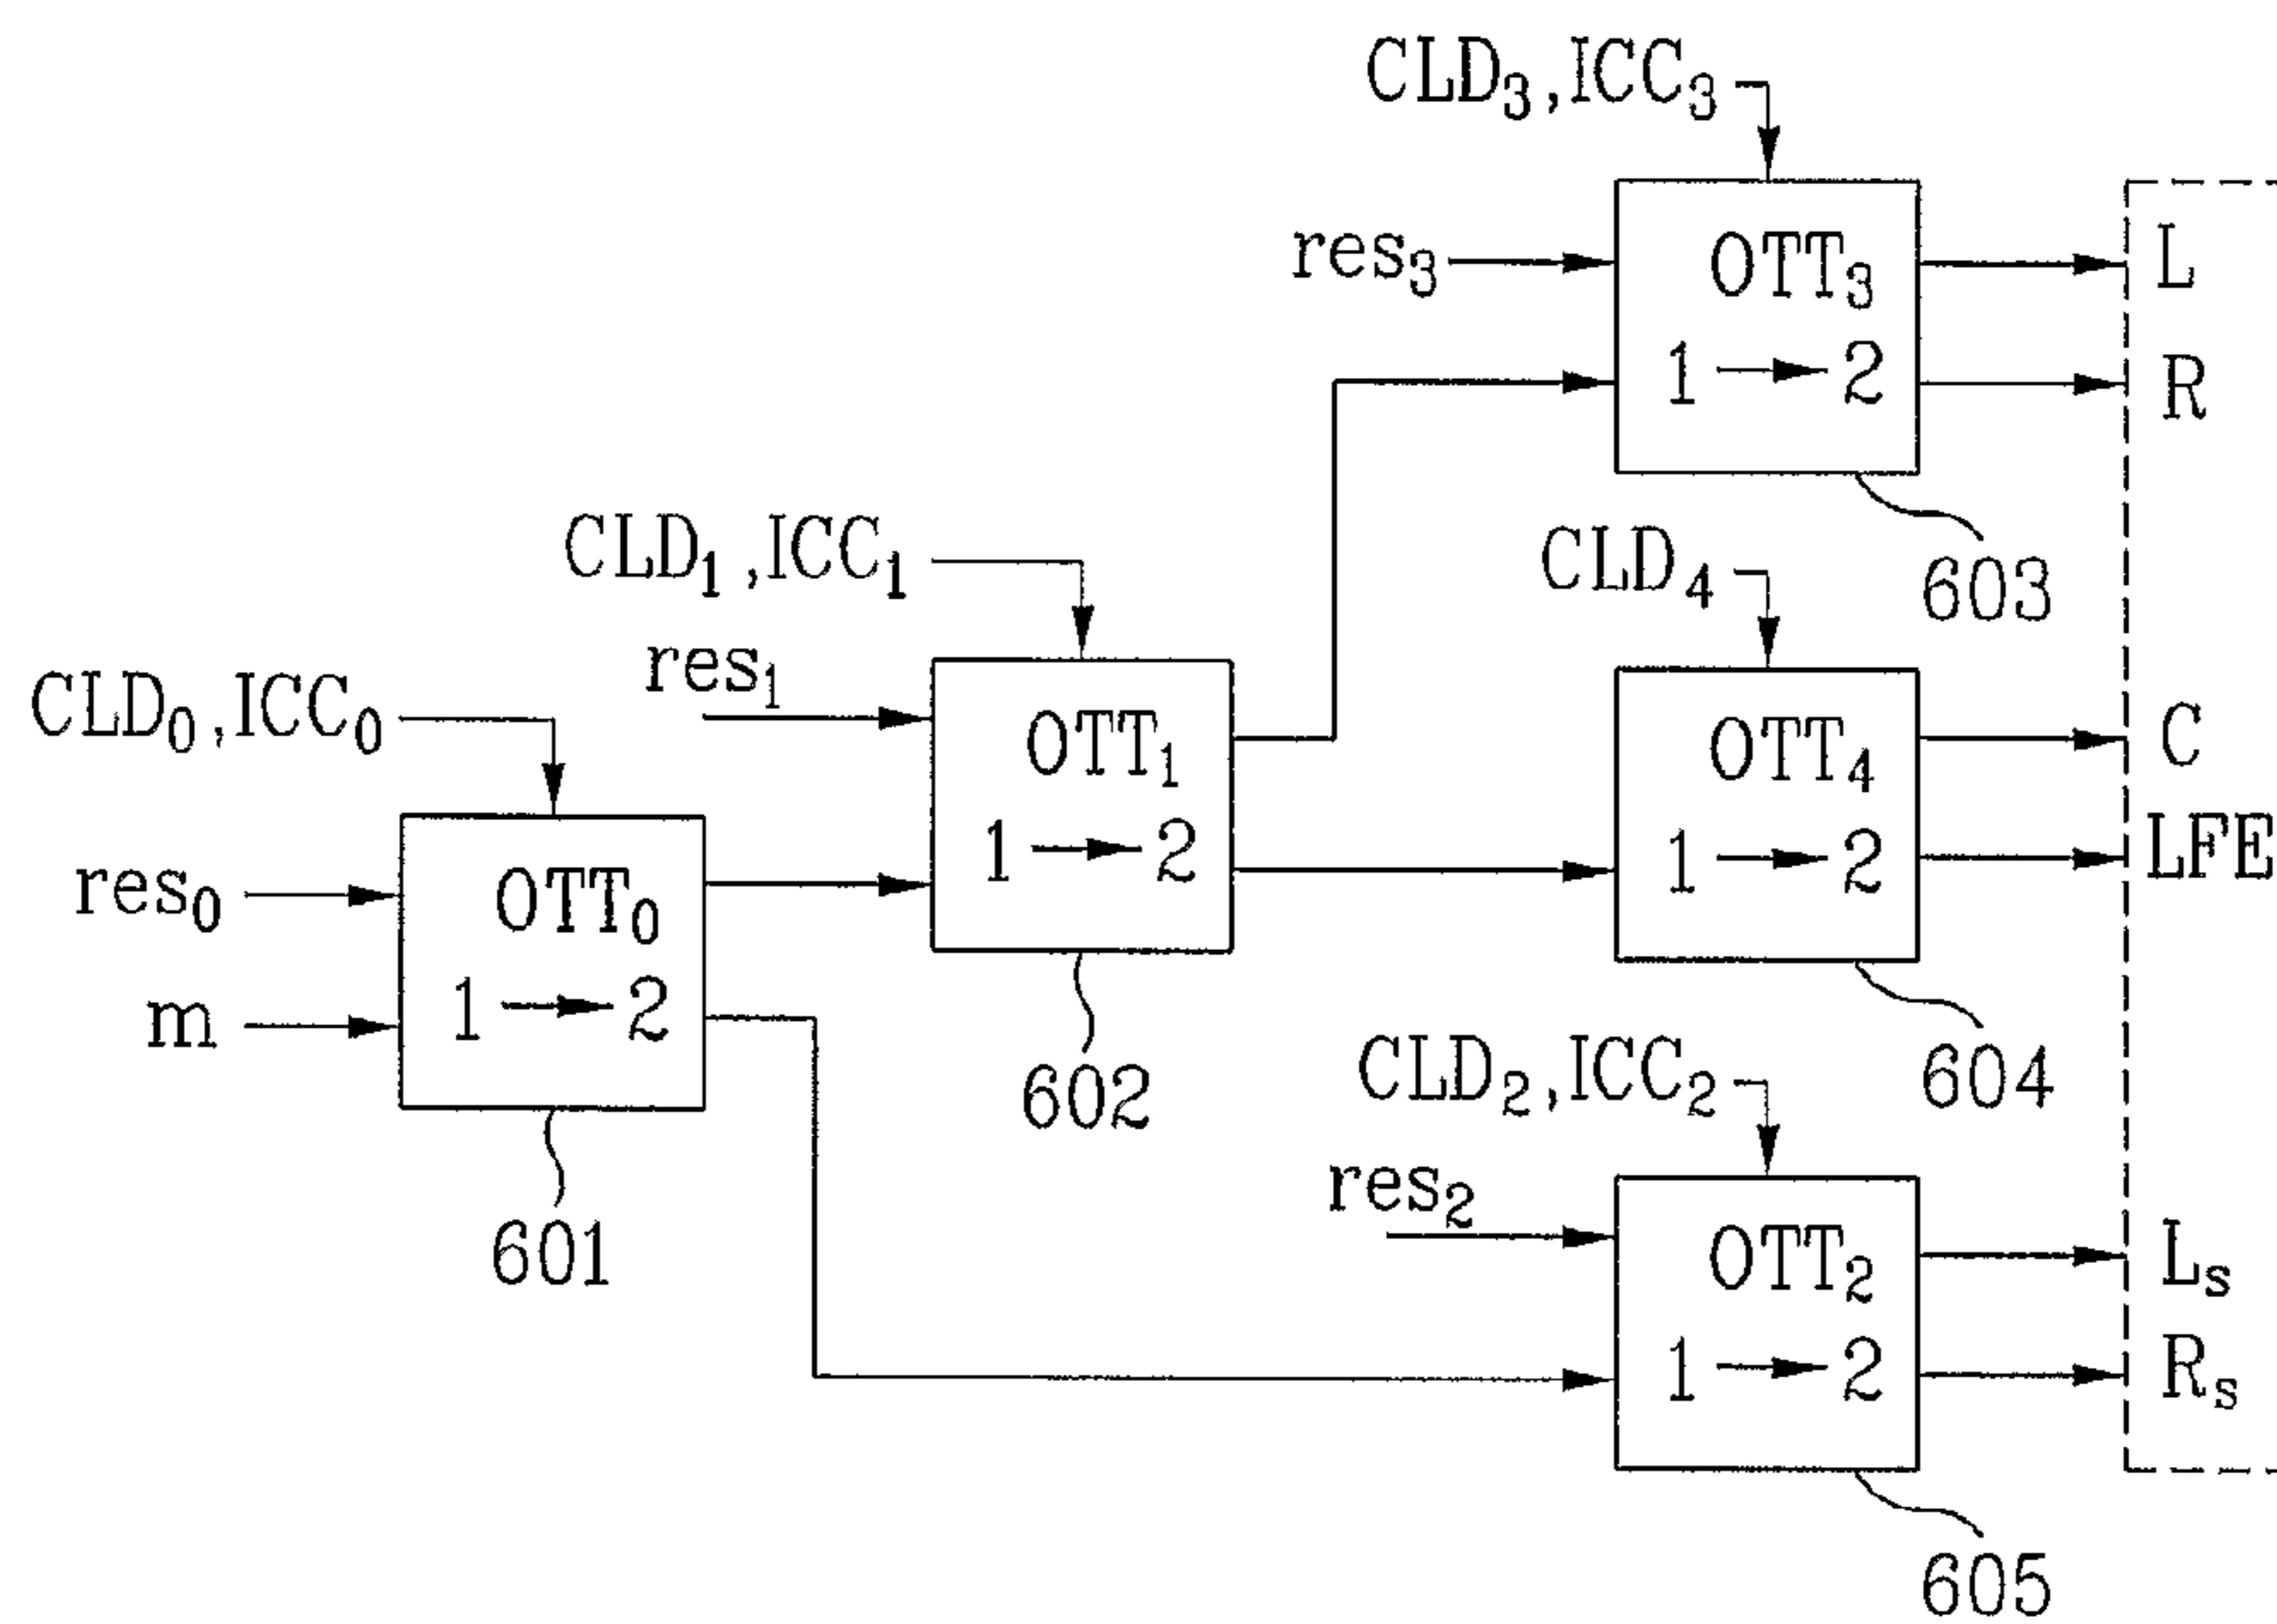 CLD₃,ICC₃
res₃
OTT₃
1 → 2
L
R
603
CLD₁,ICC₁
res₁
OTT₁
1 → 2
602
CLD₄
OTT₄
1 → 2
C
LFE
604
CLD₀,ICC₀
res₀
m
OTT₀
1 → 2
601
CLD₂,ICC₂
res₂
OTT₂
1 → 2
Lₛ
Rₛ
605